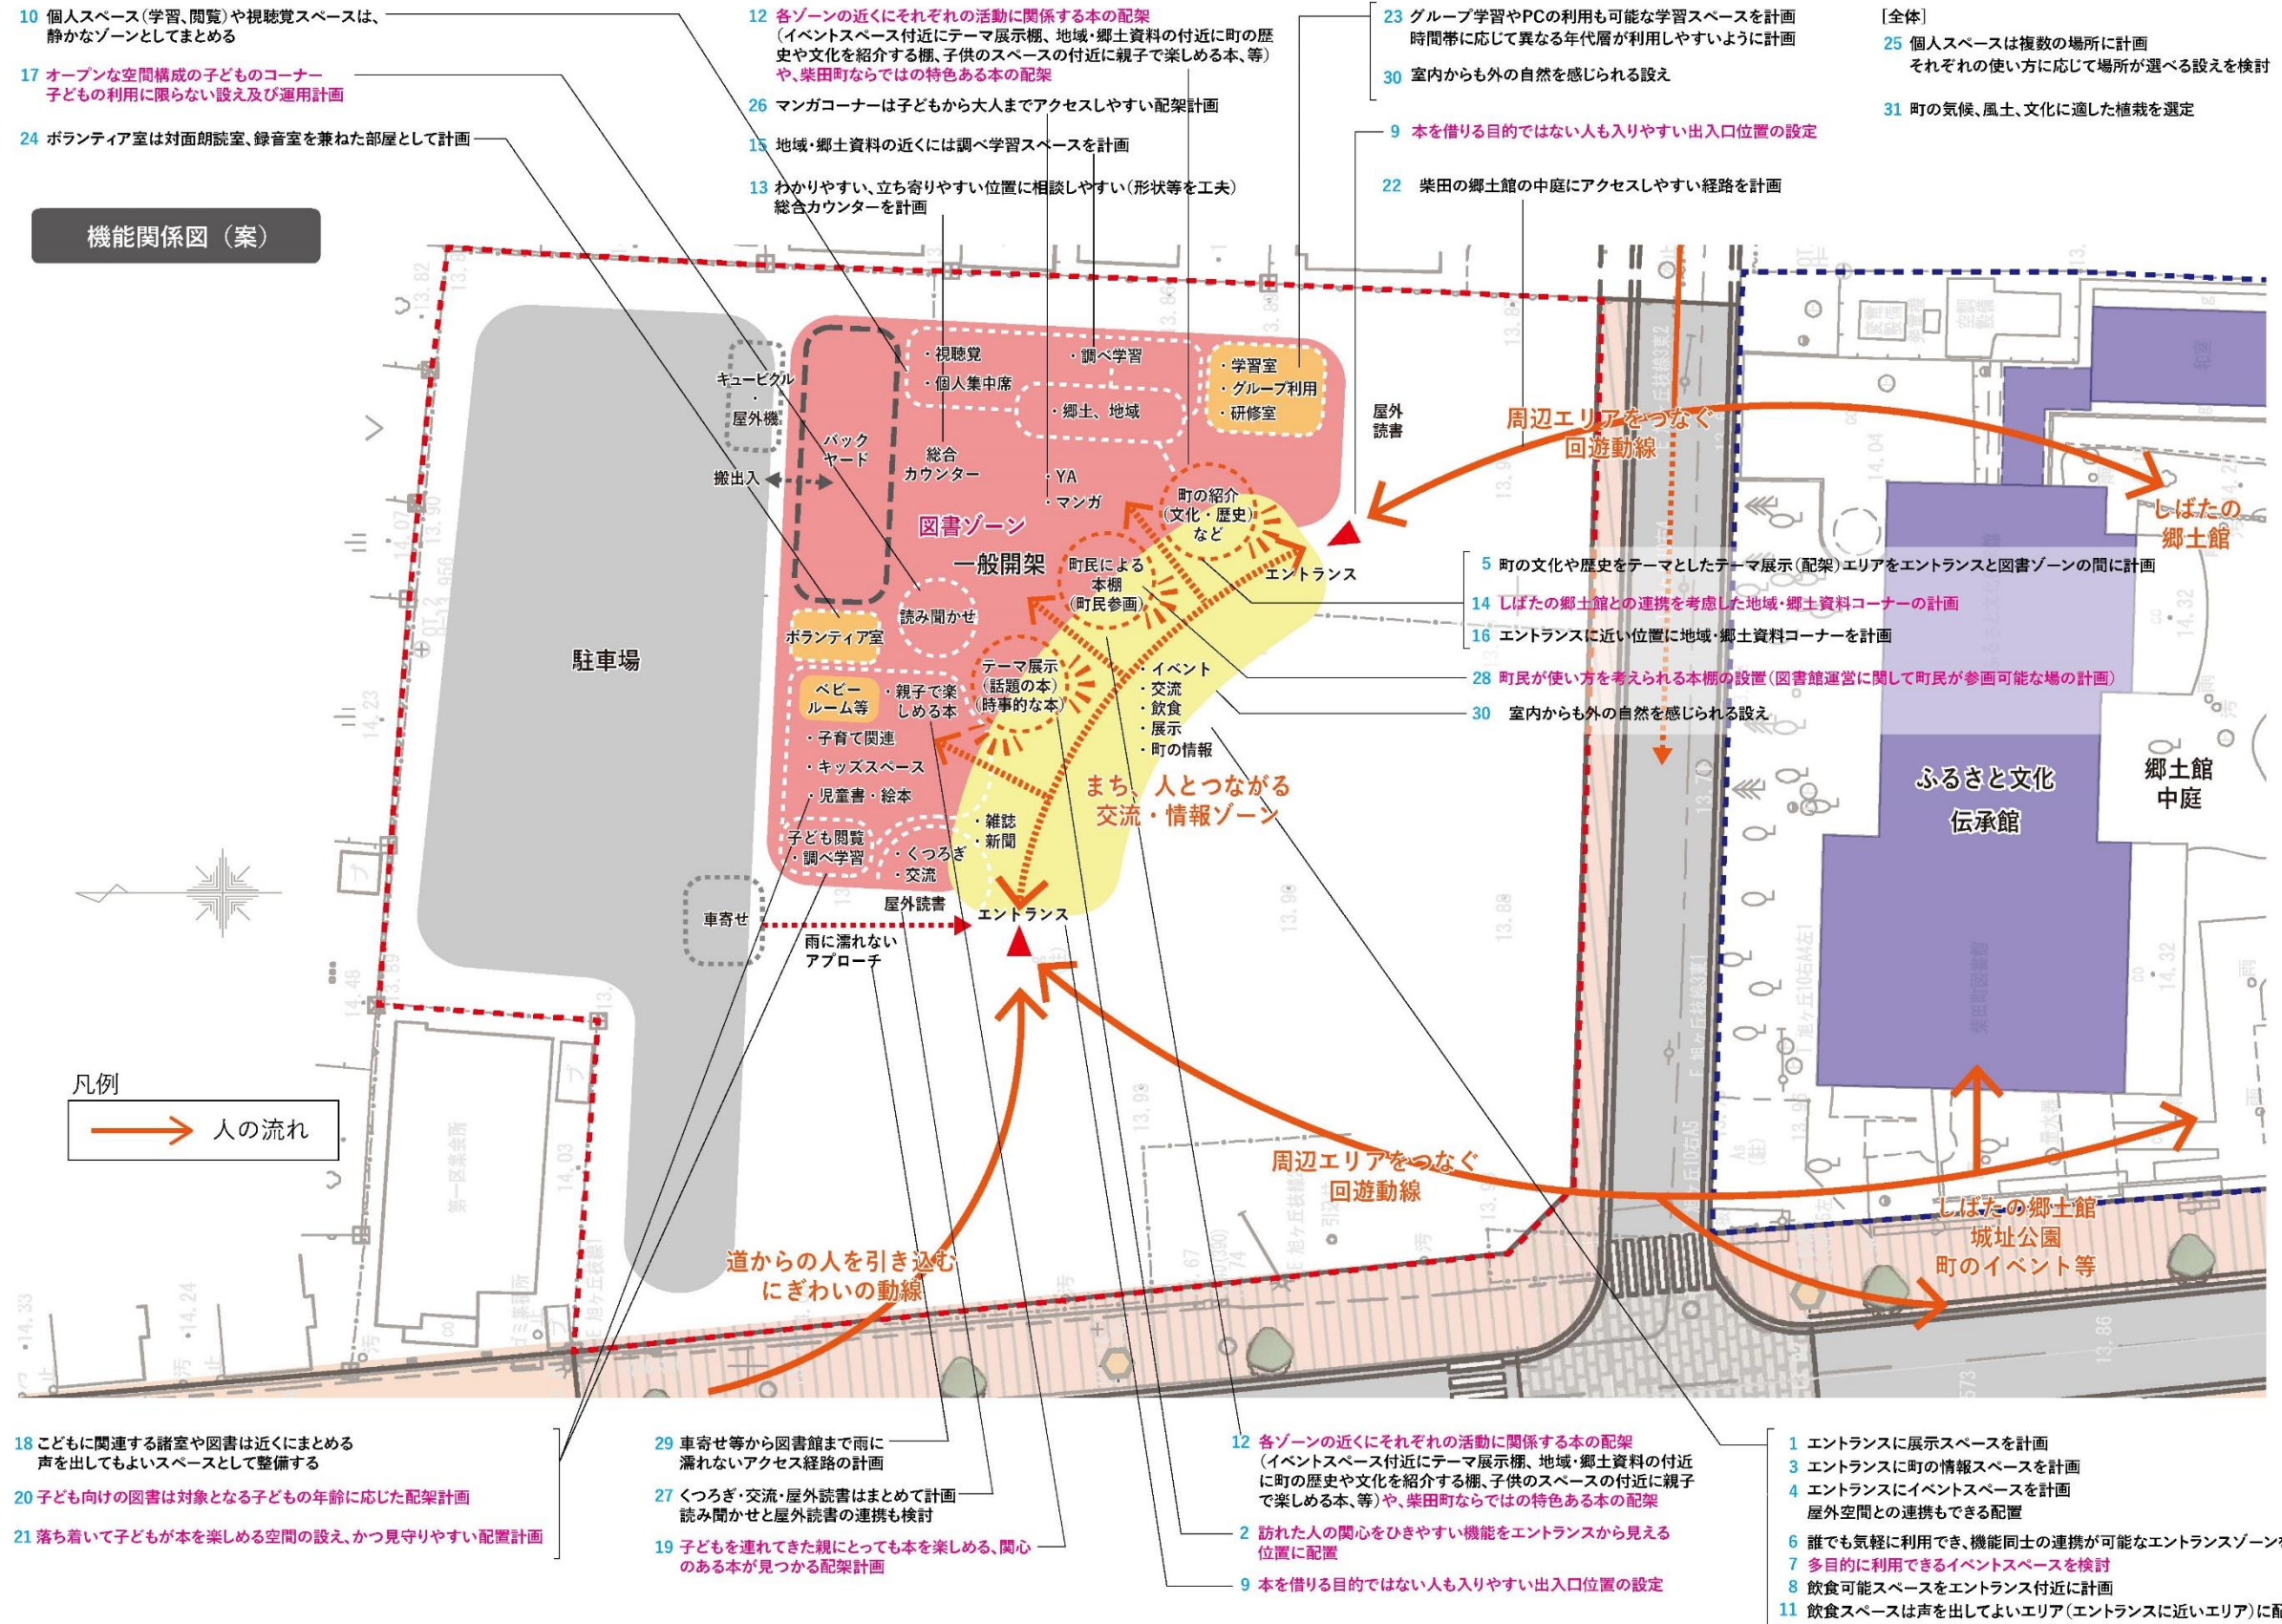 10 個人スペース(学習、閲覧)や視聴覚スペースは、
静かなゾーンとしてまとめる
17 オープンな空間構成の子どものコーナー
子どもの利用に限らない設え及び運用計画
24 ボランティア室は対面朗読室、録音室を兼ねた部屋として計画
機能関係図（案）
12 各ゾーンの近くにそれぞれの活動に関係する本の配架
(イベントスペース付近にテーマ展示棚、地域・郷土資料の付近に町の歴
史や文化を紹介する棚、子供のスペースの付近に親子で楽しめる本、等)
や、柴田町ならではの特色ある本の配架
26 マンガコーナーは子どもから大人までアクセスしやすい配架計画
15 地域・郷土資料の近くには調べ学習スペースを計画
13 わかりやすい、立ち寄りやすい位置に相談しやすい(形状等を工夫)
総合カウンターを計画
23 グループ学習やPCの利用も可能な学習スペースを計画
時間帯に応じて異なる年代層が利用しやすいように計画
30 室内からも外の自然を感じられる設え
9 本を借りる目的ではない人も入りやすい出入口位置の設定
22 柴田の郷土館の中庭にアクセスしやすい経路を計画
[全体]
25 個人スペースは複数の場所に計画
それぞれの使い方に応じて場所が選べる設えを検討
31 町の気候、風土、文化に適した植栽を選定
キュービクル
・
屋外機
搬出入
バック
ヤード
・視聴覚
・個人集中席
・調べ学習
・郷土、地域
・学習室
・グループ利用
・研修室
屋外
読書
総合
カウンター
・YA
・マンガ
図書ゾーン
一般開架
町の紹介
(文化・歴史)
など
町民による
本棚
(町民参画)
エントランス
周辺エリアをつなぐ
回遊動線
しばたの
郷土館
5 町の文化や歴史をテーマとしたテーマ展示(配架)エリアをエントランスと図書ゾーンの間に計画
14 しばたの郷土館との連携を考慮した地域・郷土資料コーナーの計画
16 エントランスに近い位置に地域・郷土資料コーナーを計画
28 町民が使い方を考えられる本棚の設置(図書館運営に関して町民が参画可能な場の計画)
30 室内からも外の自然を感じられる設え
駐車場
ボランティア室
読み聞かせ
テーマ展示
(話題の本)
(時事的な本)
・イベント
・交流
・飲食
・展示
・町の情報
ベビー
ルーム等
・親子で楽
しめる本
・子育て関連
・キッズスペース
・児童書・絵本
子ども閲覧
・調べ学習
・くつろぎ
・交流
・雑誌
・新聞
まち、人とつながる
交流・情報ゾーン
ふるさと文化
伝承館
郷土館
中庭
柴田町図書館
車寄せ
屋外読書
エントランス
雨に濡れない
アプローチ
凡例
人の流れ
第一区集会所
周辺エリアをつなぐ
回遊動線
道からの人を引き込む
にぎわいの動線
しばたの郷土館
城址公園
町のイベント等
18 こどもに関連する諸室や図書は近くにまとめる
声を出してもよいスペースとして整備する
20 子ども向けの図書は対象となる子どもの年齢に応じた配架計画
21 落ち着いて子どもが本を楽しめる空間の設え、かつ見守りやすい配置計画
29 車寄せ等から図書館まで雨に
濡れないアクセス経路の計画
27 くつろぎ・交流・屋外読書はまとめて計画
読み聞かせと屋外読書の連携も検討
19 子どもを連れてきた親にとっても本を楽しめる、関心
のある本が見つかる配架計画
12 各ゾーンの近くにそれぞれの活動に関係する本の配架
(イベントスペース付近にテーマ展示棚、地域・郷土資料の付近
に町の歴史や文化を紹介する棚、子供のスペースの付近に親子
で楽しめる本、等)や、柴田町ならではの特色ある本の配架
2 訪れた人の関心をひきやすい機能をエントランスから見える
位置に配置
9 本を借りる目的ではない人も入りやすい出入口位置の設定
1 エントランスに展示スペースを計画
3 エントランスに町の情報スペースを計画
4 エントランスにイベントスペースを計画
屋外空間との連携もできる配置
6 誰でも気軽に利用でき、機能同士の連携が可能なエントランスゾーン
7 多目的に利用できるイベントスペースを検討
8 飲食可能スペースをエントランス付近に計画
11 飲食スペースは声を出してよいエリア(エントランスに近いエリア)に配